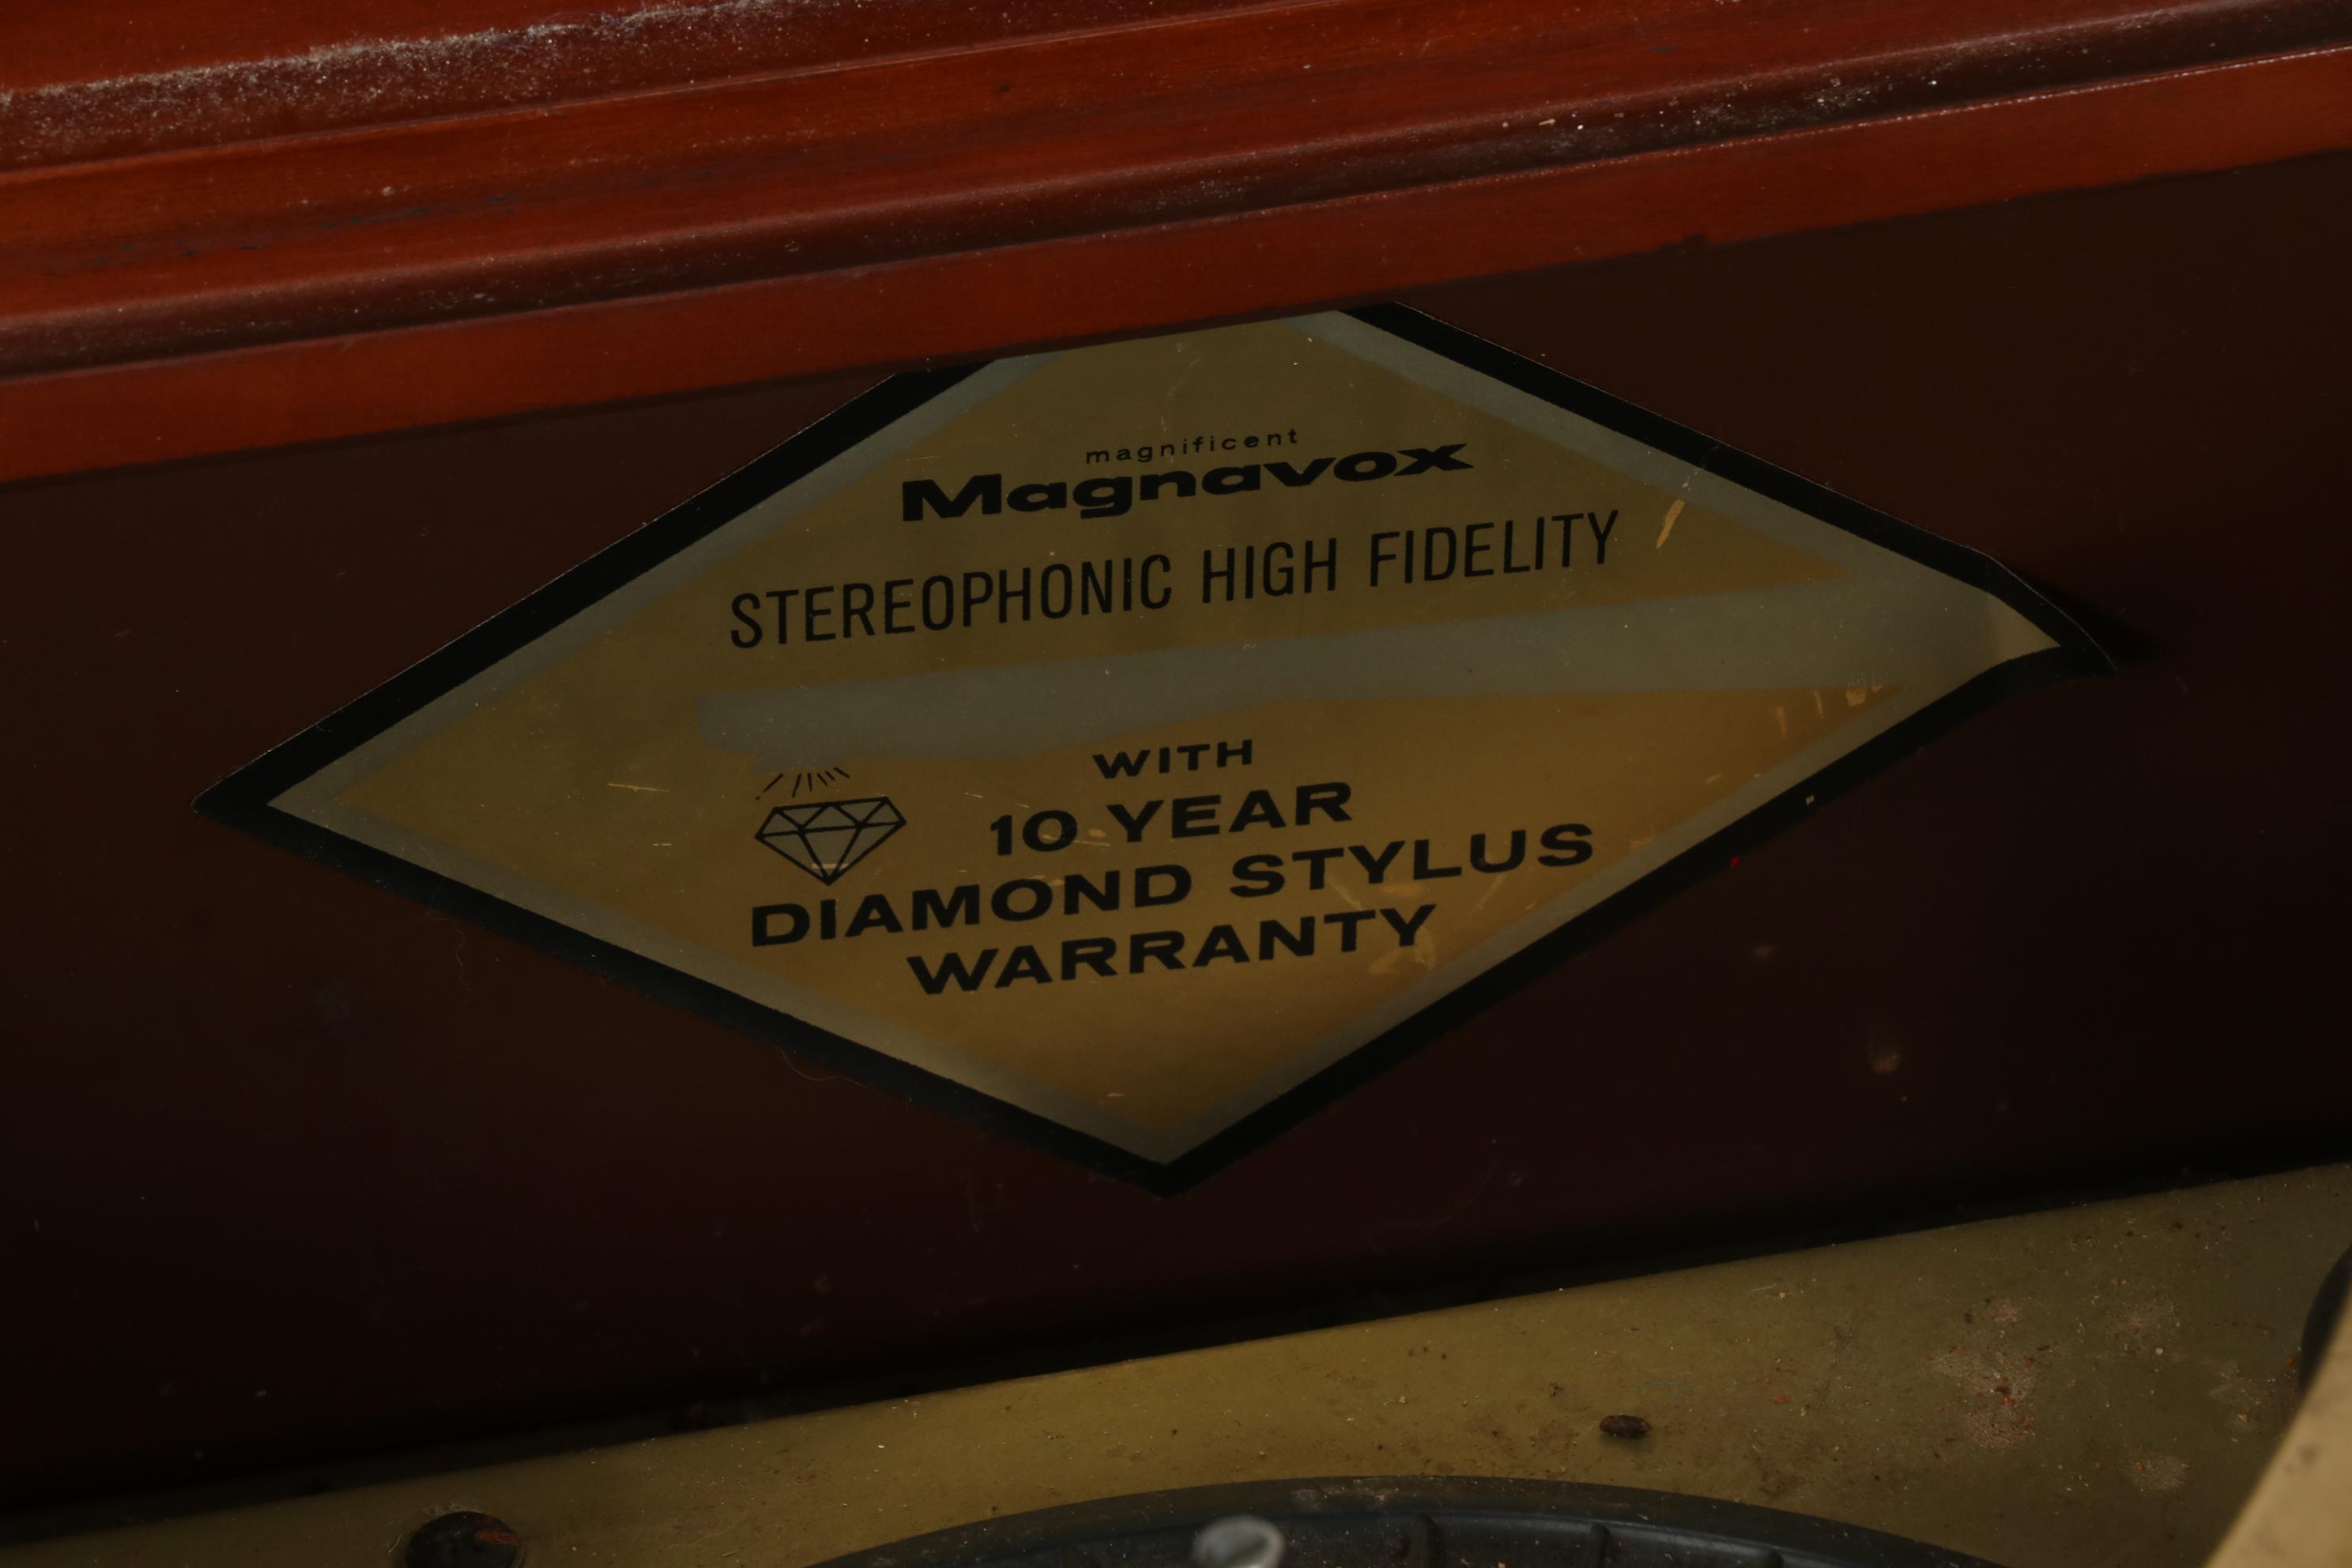 magnificent
Magnavox
STEREOPHONIC HIGH FIDELITY
WITH
10 YEAR
DIAMOND STYLUS
WARRANTY